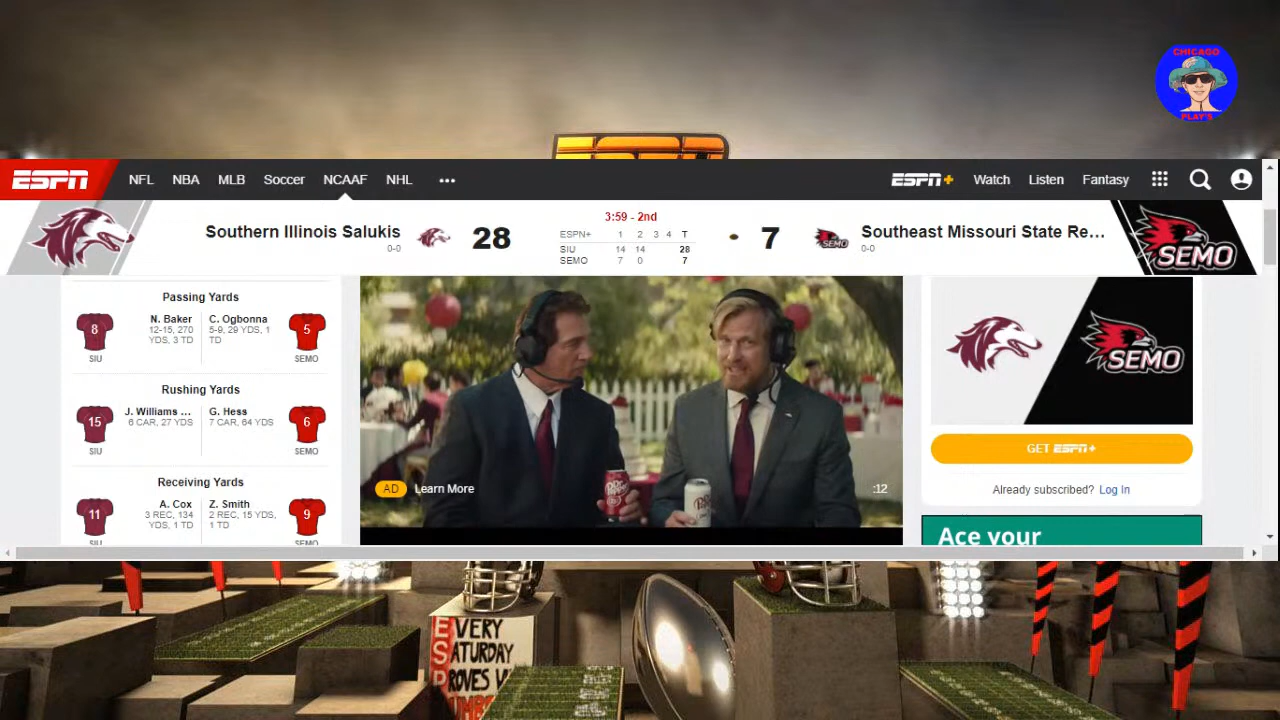 CHICAGO
PLAY'S
ESPN NFL NBA MLB Soccer NCAAF NHL ••• ESPN+ Watch Listen Fantasy
3:59 - 2nd
Southern Illinois Salukis 28 7 Southeast Missouri State Re...
0-0 0-0
ESPN+ 1 2 3 4 T
SIU 14 14 28
SEMO 7 0 7
SEMO
Passing Yards
8 N. Baker C. Ogbonna 5
12-15, 270 5-9, 29 YDS, 1
YDS, 3 TD TD
SIU SEMO
Rushing Yards
15 J. Williams ... G. Hess 6
6 CAR, 27 YDS 7 CAR, 64 YDS
SIU SEMO
Receiving Yards
11 A. Cox Z. Smith 9
3 REC, 134 2 REC, 15 YDS,
YDS, 1 TD 1 TD
SIU SEMO
AD Learn More :12
SEMO
GET ESPN+
Already subscribed? Log In
Ace your
EVERY
SATURDAY
PROVES